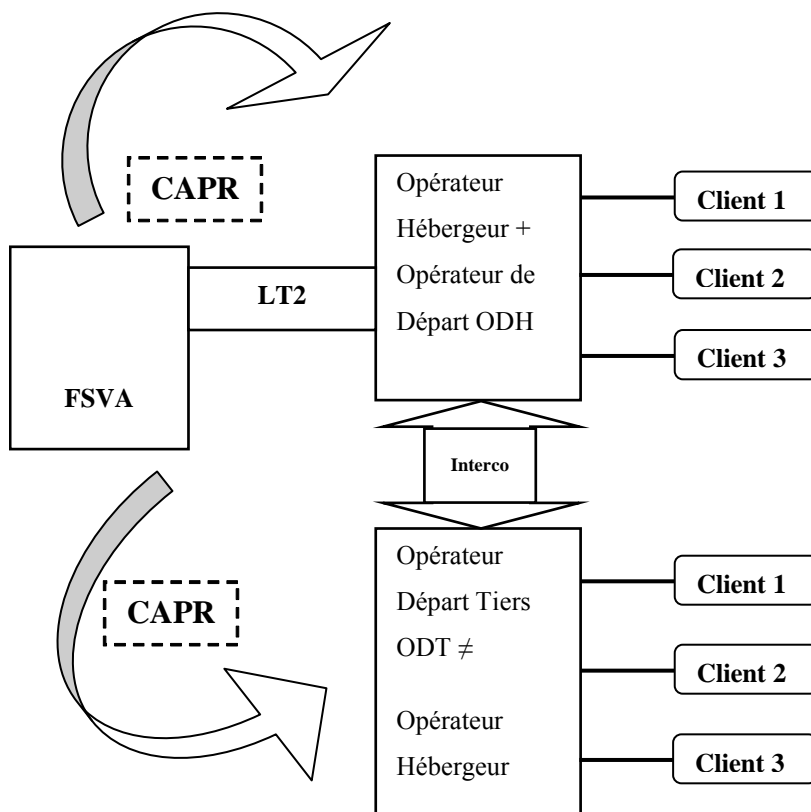 CAPR
Opérateur
Hébergeur +
Opérateur de
Départ ODH
Client 1
Client 2
Client 3
LT2
FSVA
Interco
Opérateur
Départ Tiers
ODT ≠
Opérateur
Hébergeur
Client 1
Client 2
Client 3
CAPR